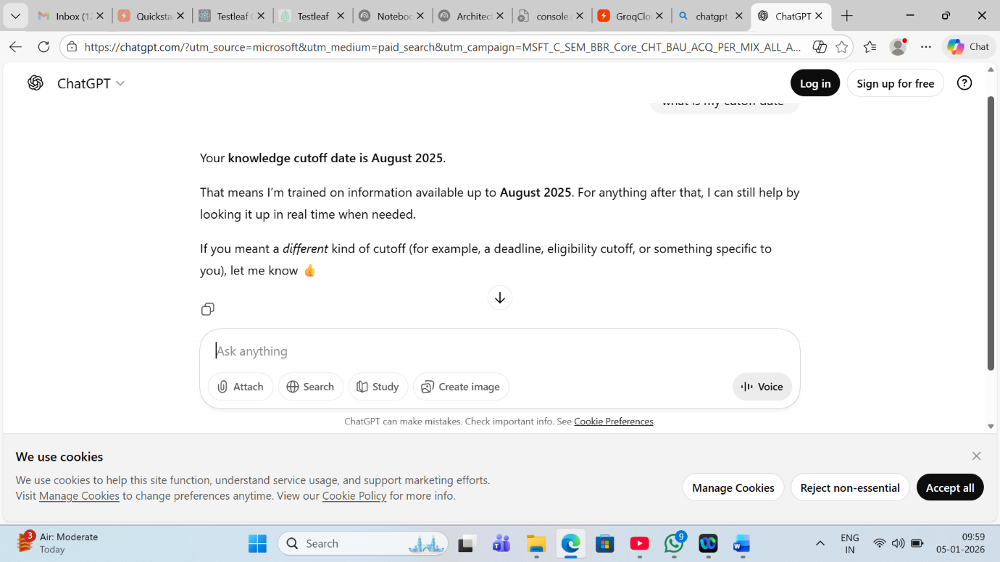 Inbox (12
Quicksta
Testleaf
Testleaf
Noteboo
Architect
console.
GroqClo
chatgpt
ChatGPT
https://chatgpt.com/?utm_source=microsoft&utm_medium=paid_search&utm_campaign=MSFT_C_SEM_BBR_Core_CHT_BAU_ACQ_PER_MIX_ALL_A...
Chat
ChatGPT
Log in
Sign up for free
what is my cutoff date
Your knowledge cutoff date is August 2025.
That means I’m trained on information available up to August 2025. For anything after that, I can still help by
looking it up in real time when needed.
If you meant a different kind of cutoff (for example, a deadline, eligibility cutoff, or something specific to
you), let me know 👍
Ask anything
Attach
Search
Study
Create image
Voice
ChatGPT can make mistakes. Check important info. See Cookie Preferences.
We use cookies
We use cookies to help this site function, understand service usage, and support marketing efforts.
Visit Manage Cookies to change preferences anytime. View our Cookie Policy for more info.
Manage Cookies
Reject non-essential
Accept all
3
Air: Moderate
Today
Search
9
ENG
IN
09:59
05-01-2026